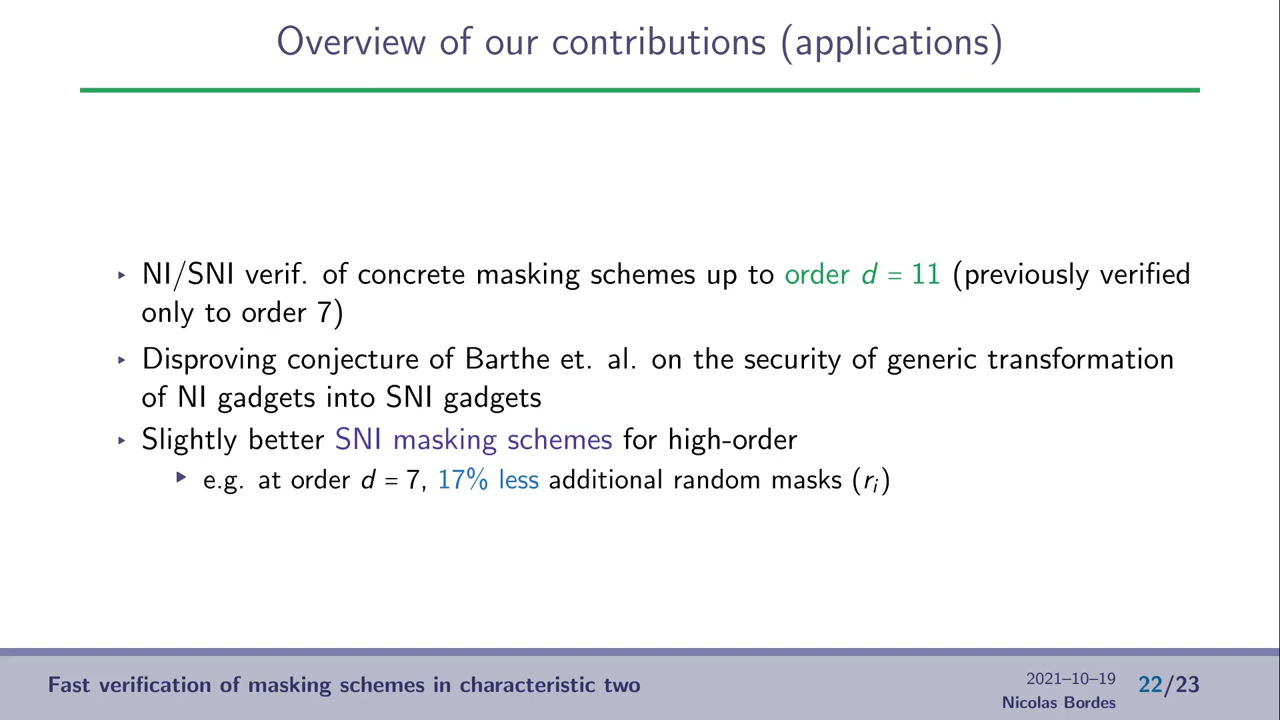 Overview of our contributions (applications)
▸ NI/SNI verif. of concrete masking schemes up to order d = 11 (previously verified
only to order 7)
▸ Disproving conjecture of Barthe et. al. on the security of generic transformation
of NI gadgets into SNI gadgets
▸ Slightly better SNI masking schemes for high-order
▸ e.g. at order d = 7, 17% less additional random masks (rᵢ)
Fast verification of masking schemes in characteristic two
2021–10–19
Nicolas Bordes
22/23